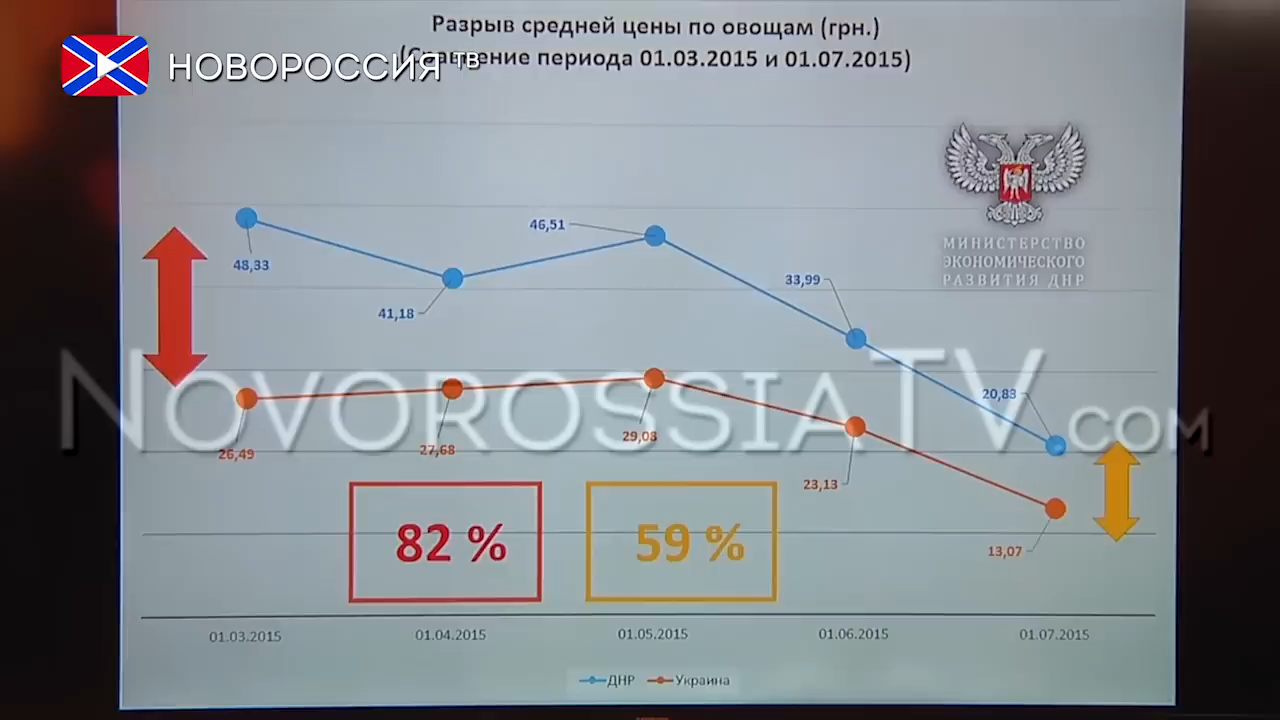 Разрыв средней цены по овощам (грн.)
(Сравнение периода 01.03.2015 и 01.07.2015)
НОВОРОССИЯ ТВ
МИНИСТЕРСТВО
ЭКОНОМИЧЕСКОГО
РАЗВИТИЯ ДНР
48,33
41,18
46,51
33,99
20,83
NOVOROSSIATV.COM
26,49
27,68
29,08
23,13
13,07
82 %
59 %
01.03.2015
01.04.2015
01.05.2015
01.06.2015
01.07.2015
ДНР
Украина